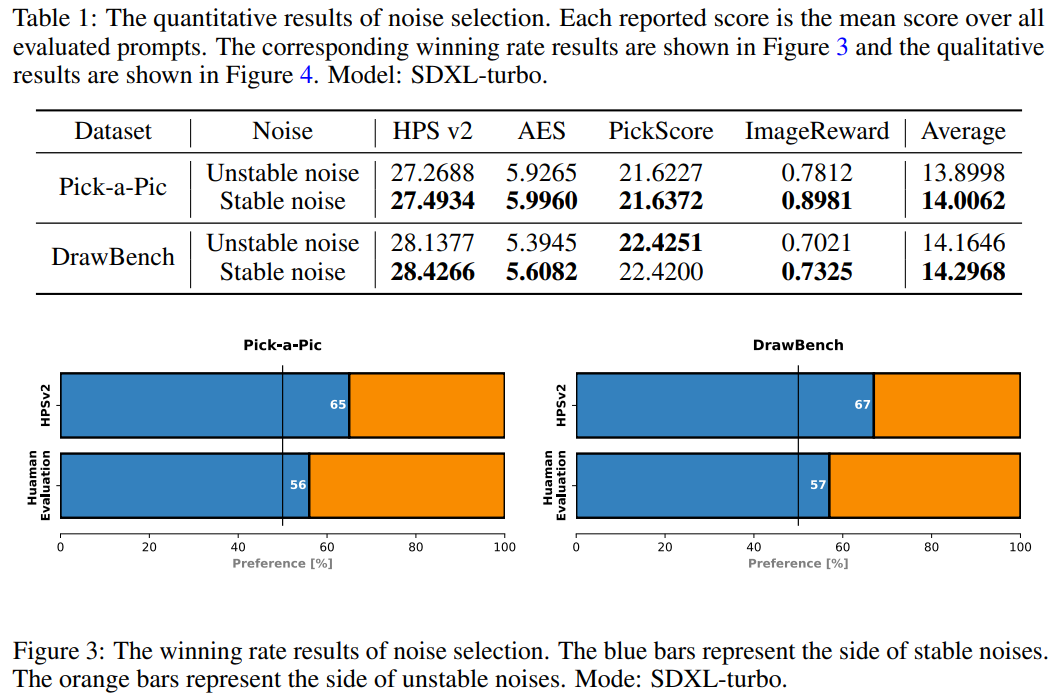 Table 1: The quantitative results of noise selection. Each reported score is the mean score over all
evaluated prompts. The corresponding winning rate results are shown in Figure 3 and the qualitative
results are shown in Figure 4. Model: SDXL-turbo.
Dataset Noise HPS v2 AES PickScore ImageReward Average
Pick-a-Pic
Unstable noise 27.2688 5.9265 21.6227 0.7812 13.8998
Stable noise 27.4934 5.9960 21.6372 0.8981 14.0062
DrawBench
Unstable noise 28.1377 5.3945 22.4251 0.7021 14.1646
Stable noise 28.4266 5.6082 22.4200 0.7325 14.2968
Pick-a-Pic
HPSv2
65
Huaman
Evaluation
56
0 20 40 60 80 100
Preference [%]
DrawBench
HPSv2
67
Huaman
Evaluation
57
0 20 40 60 80 100
Preference [%]
Figure 3: The winning rate results of noise selection. The blue bars represent the side of stable noises.
The orange bars represent the side of unstable noises. Mode: SDXL-turbo.